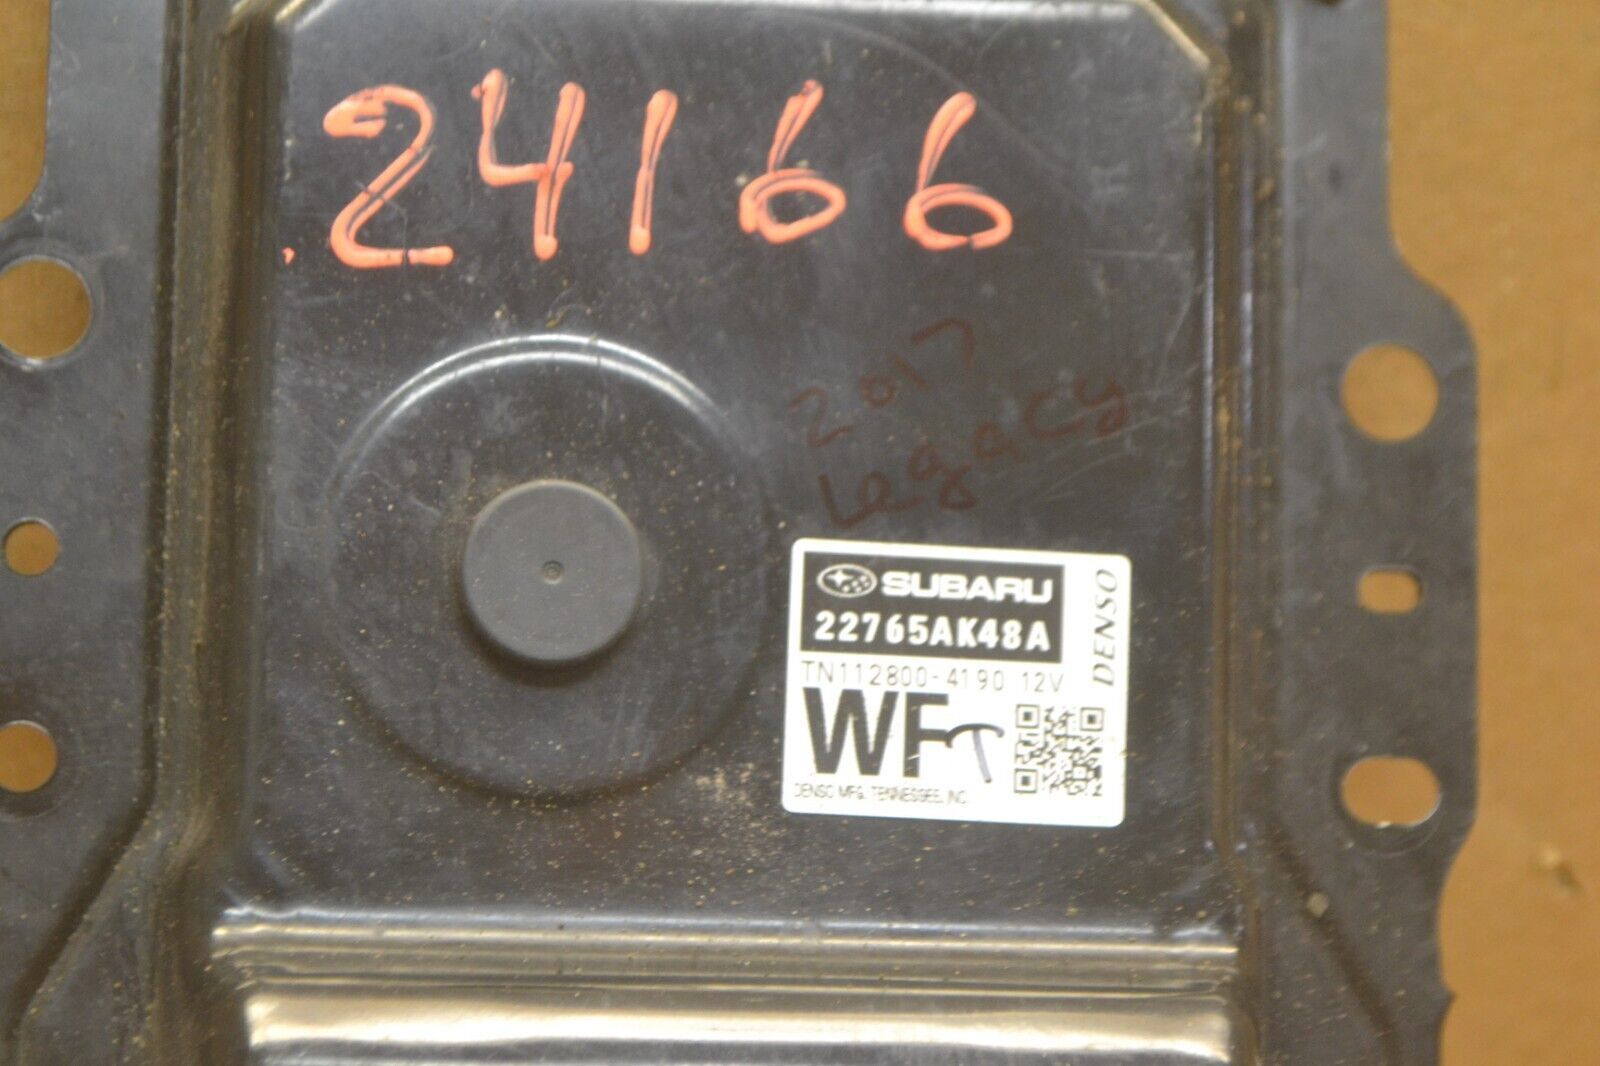 24166
2017
Legacy
SUBARU
22765AK48A
DENSO
TN112800-4190 12V
WF T
DENSO MFG. TENNESSEE, INC.